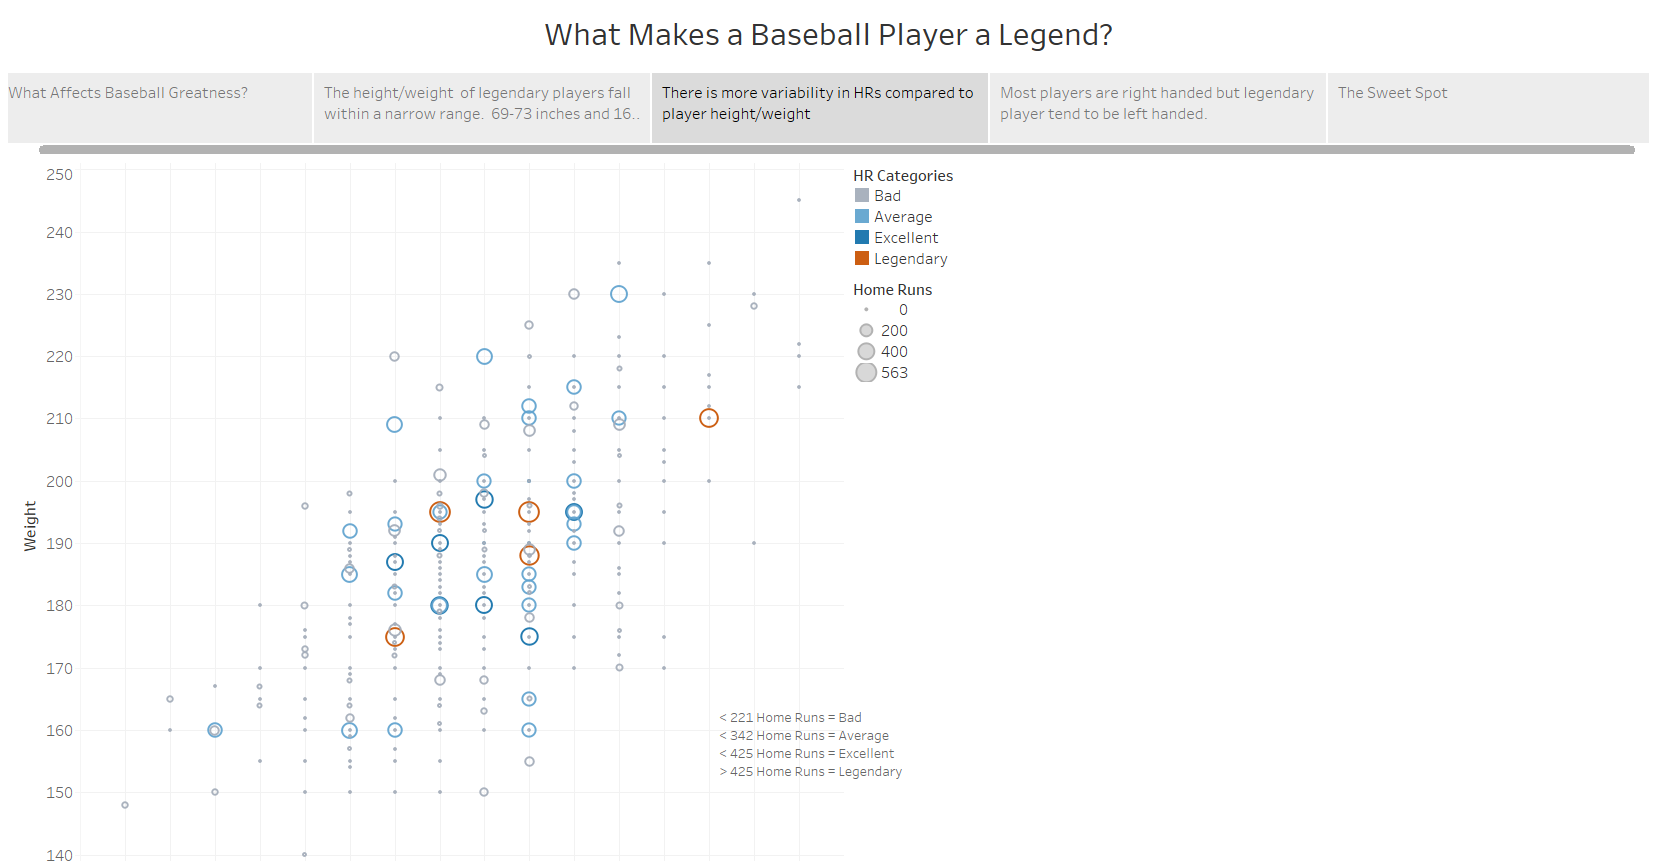 What Makes a Baseball Player a Legend?
What Affects Baseball Greatness?
The height/weight of legendary players fall
within a narrow range. 69-73 inches and 16..
There is more variability in HRs compared to
player height/weight
Most players are right handed but legendary
player tend to be left handed.
The Sweet Spot
250
240
230
220
210
200
190
180
170
160
150
140
Weight
HR Categories
Bad
Average
Excellent
Legendary
Home Runs
0
200
400
563
< 221 Home Runs = Bad
< 342 Home Runs = Average
< 425 Home Runs = Excellent
> 425 Home Runs = Legendary